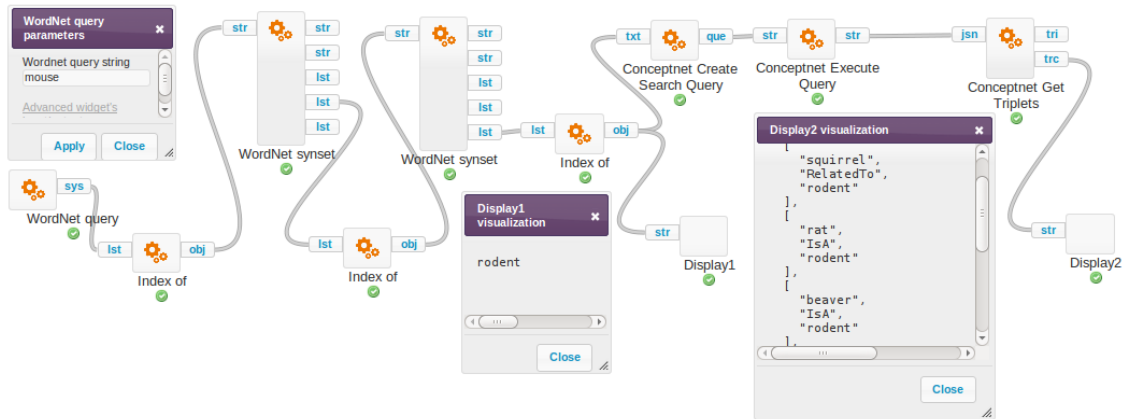 WordNet query parameters
×
Wordnet query string
mouse
Advanced widget's
Apply
Close
sys
WordNet query
lst
obj
Index of
str
str
str
lst
lst
lst
WordNet synset
lst
obj
Index of
str
str
str
lst
lst
lst
WordNet synset
lst
obj
Index of
Display1 visualization
×
rodent
Close
txt
que
Conceptnet Create
Search Query
str
str
Conceptnet Execute
Query
jsn
tri
trc
Conceptnet Get
Triplets
str
Display1
Display2 visualization
×
[
"squirrel",
"RelatedTo",
"rodent"
],
[
"rat",
"IsA",
"rodent"
],
[
"beaver",
"IsA",
"rodent"
],
Close
str
Display2